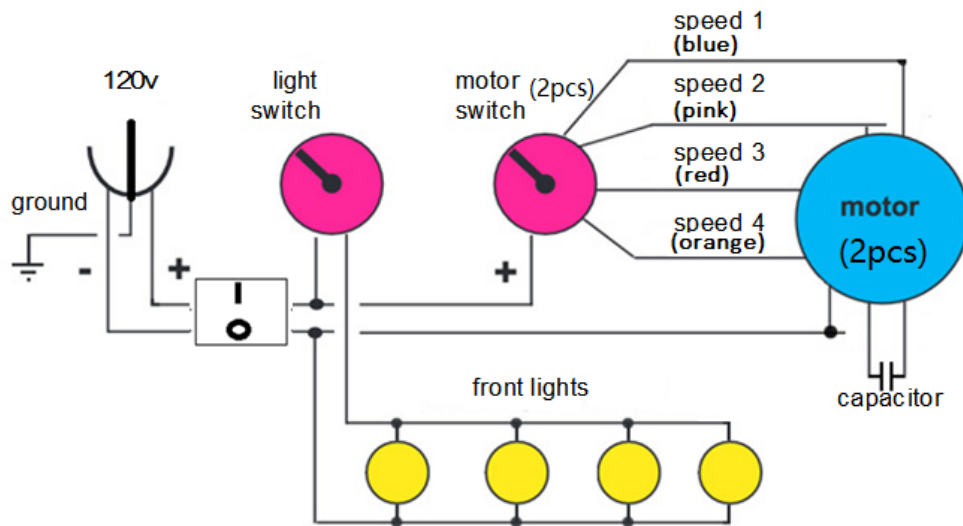 120v
ground
-
+
I
O
light
switch
motor (2pcs)
switch
+
speed 1
(blue)
speed 2
(pink)
speed 3
(red)
speed 4
(orange)
motor
(2pcs)
capacitor
front lights